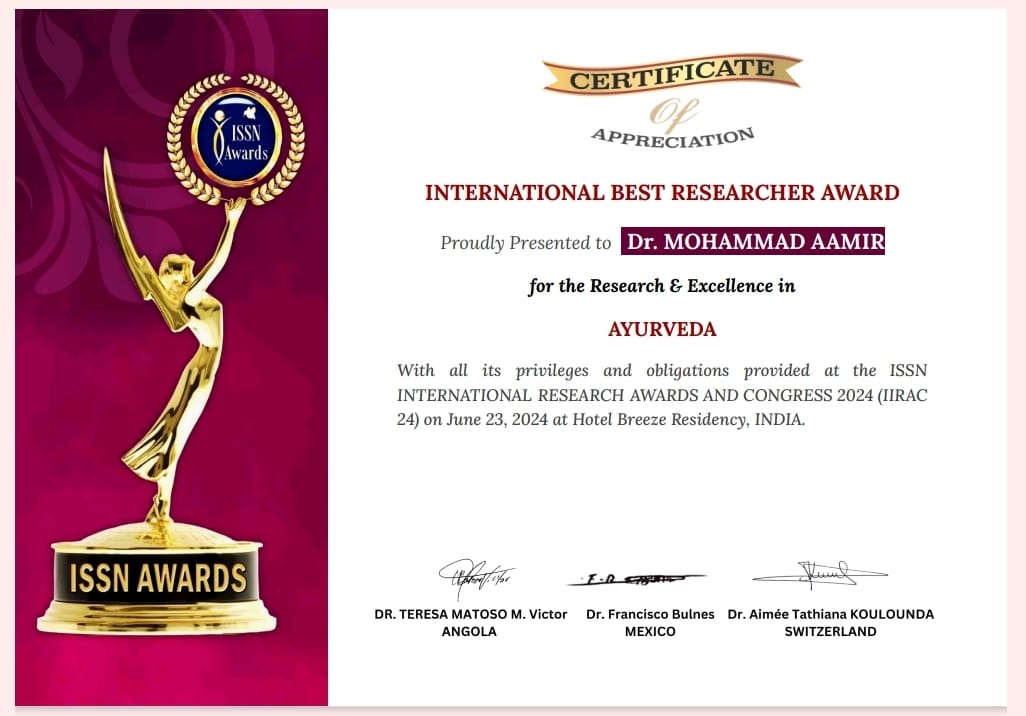 ISSN
Awards
ISSN AWARDS
CERTIFICATE
Of
APPRECIATION
INTERNATIONAL BEST RESEARCHER AWARD
Proudly Presented to Dr. MOHAMMAD AAMIR
for the Research & Excellence in
AYURVEDA
With all its privileges and obligations provided at the ISSN
INTERNATIONAL RESEARCH AWARDS AND CONGRESS 2024 (IIRAC
24) on June 23, 2024 at Hotel Breeze Residency, INDIA.
DR. TERESA MATOSO M. Victor
ANGOLA
Dr. Francisco Bulnes
MEXICO
Dr. Aimée Tathiana KOULOUNDA
SWITZERLAND